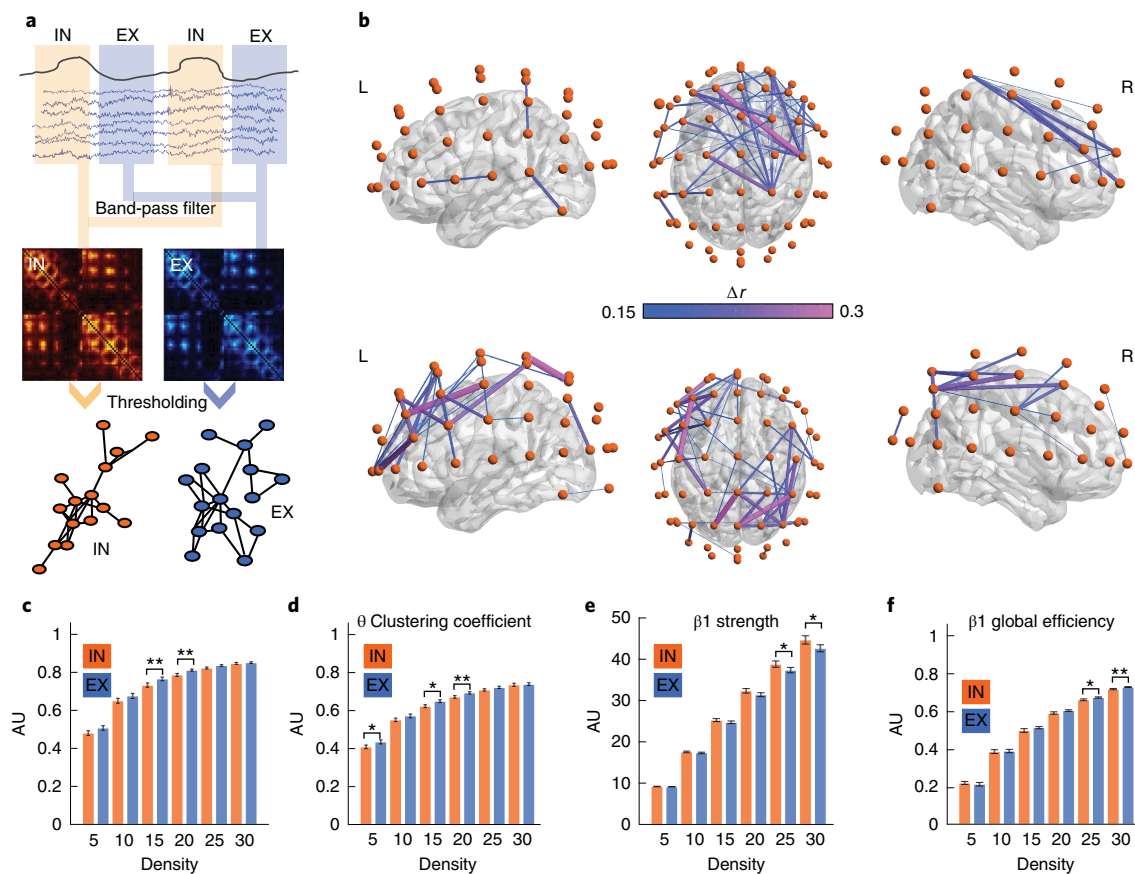 a
IN EX IN EX
Band-pass filter
IN EX
Thresholding
IN
EX
b
L R
Δr
0.15 0.3
L R
c
1
0.8
0.6
0.4
0.2
0
AU
IN
EX
** **
5 10 15 20 25 30
Density
d
θ Clustering coefficient
1
0.8
0.6
0.4
0.2
0
AU
IN
EX
* * **
5 10 15 20 25 30
Density
e
β1 strength
50
40
30
20
10
0
AU
IN
EX
* *
5 10 15 20 25 30
Density
f
β1 global efficiency
1
0.8
0.6
0.4
0.2
0
AU
IN
EX
* **
5 10 15 20 25 30
Density